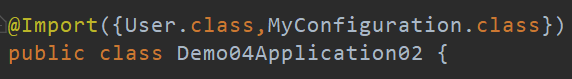 @Import({User.class,MyConfiguration.class})
public class Demo04Application02 {